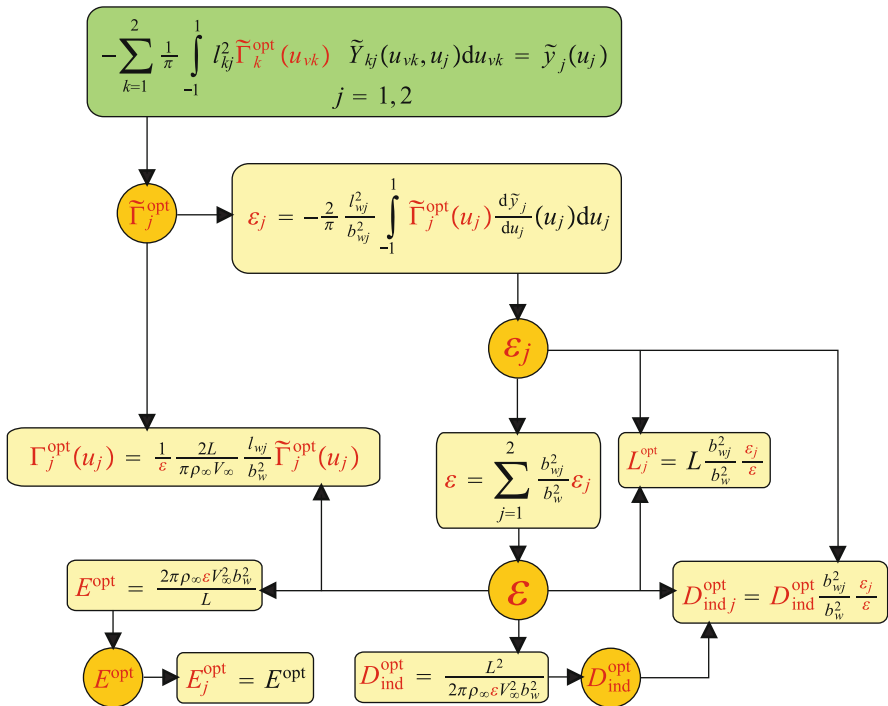 $-\sum_{k=1}^{2} \frac{1}{\pi} \int_{-1}^{1} l_{kj}^{2} \widetilde{\Gamma}_{k}^{\text{opt}}(u_{vk}) \; \widetilde{Y}_{kj}(u_{vk}, u_j) \mathrm{d}u_{vk} = \widetilde{y}_j(u_j)$
$j = 1, 2$
$\widetilde{\Gamma}_j^{\text{opt}}$
$\varepsilon_j = -\frac{2}{\pi} \frac{l_{wj}^2}{b_{wj}^2} \int_{-1}^{1} \widetilde{\Gamma}_j^{\text{opt}}(u_j) \frac{\mathrm{d}\widetilde{y}_j}{\mathrm{d}u_j}(u_j) \mathrm{d}u_j$
$\varepsilon_j$
$\Gamma_j^{\text{opt}}(u_j) = \frac{1}{\varepsilon} \frac{2L}{\pi \rho_\infty V_\infty} \frac{l_{wj}}{b_w^2} \widetilde{\Gamma}_j^{\text{opt}}(u_j)$
$\varepsilon = \sum_{j=1}^{2} \frac{b_{wj}^2}{b_w^2} \varepsilon_j$
$L_j^{\text{opt}} = L \frac{b_{wj}^2}{b_w^2} \frac{\varepsilon_j}{\varepsilon}$
$E^{\text{opt}} = \frac{2\pi \rho_\infty \varepsilon V_\infty^2 b_w^2}{L}$
$\varepsilon$
$D_{\text{ind}\,j}^{\text{opt}} = D_{\text{ind}}^{\text{opt}} \frac{b_{wj}^2}{b_w^2} \frac{\varepsilon_j}{\varepsilon}$
$E^{\text{opt}}$
$E_j^{\text{opt}} = E^{\text{opt}}$
$D_{\text{ind}}^{\text{opt}} = \frac{L^2}{2\pi \rho_\infty \varepsilon V_\infty^2 b_w^2}$
$D_{\text{ind}}^{\text{opt}}$